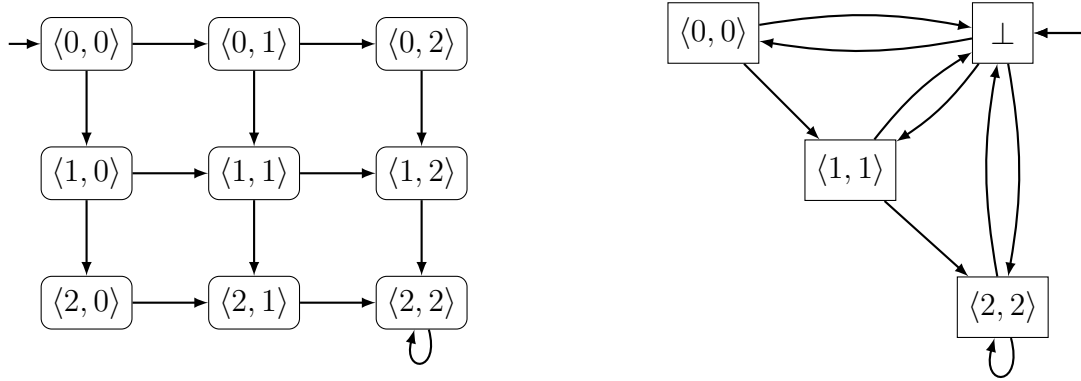 ⟨0, 0⟩ ⟨0, 1⟩ ⟨0, 2⟩
⟨1, 0⟩ ⟨1, 1⟩ ⟨1, 2⟩
⟨2, 0⟩ ⟨2, 1⟩ ⟨2, 2⟩
⟨0, 0⟩ ⊥
⟨1, 1⟩
⟨2, 2⟩